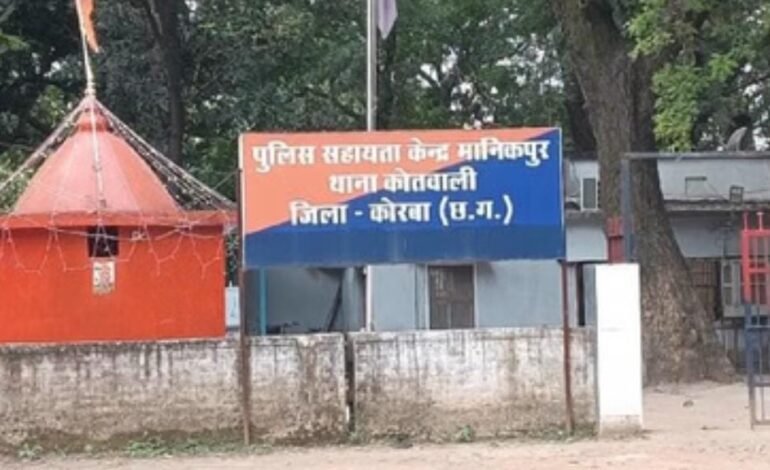 पुलिस सहायता केन्द्र मानिकपुर
थाना कोतवाली
जिला - कोरबा (छ.ग.)